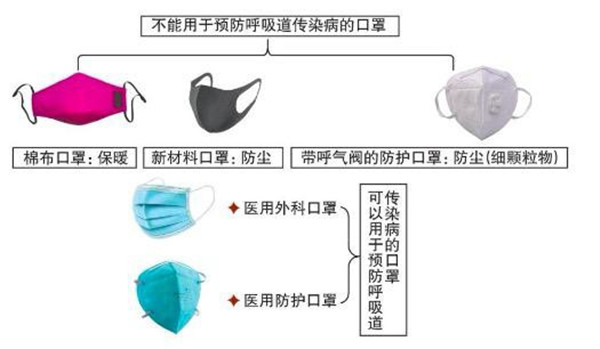 不能用于预防呼吸道传染病的口罩
棉布口罩：保暖
新材料口罩：防尘
带呼气阀的防护口罩：防尘(细颗粒物)
医用外科口罩
医用防护口罩
可以用于预防呼吸道
传染病的口罩